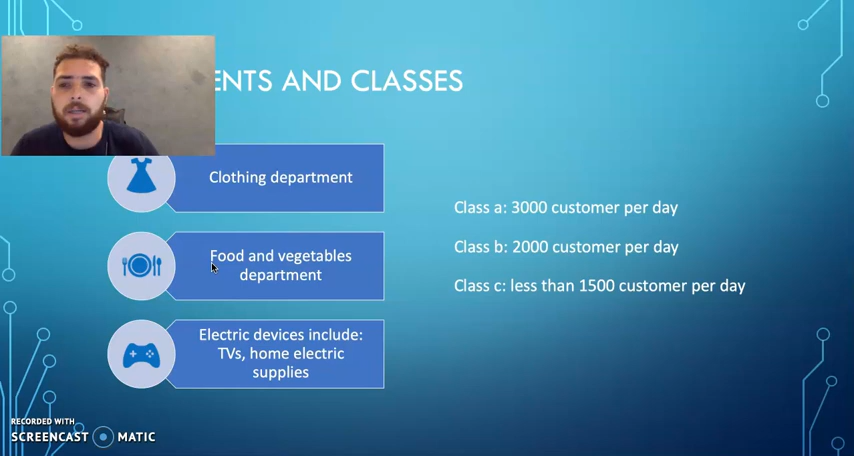 AND CLASSES
Clothing department
Food and vegetables
department
Electric devices include:
TVs, home electric
supplies
Class a: 3000 customer per day
Class b: 2000 customer per day
Class c: less than 1500 customer per day
RECORDED WITH
SCREENCAST MATIC